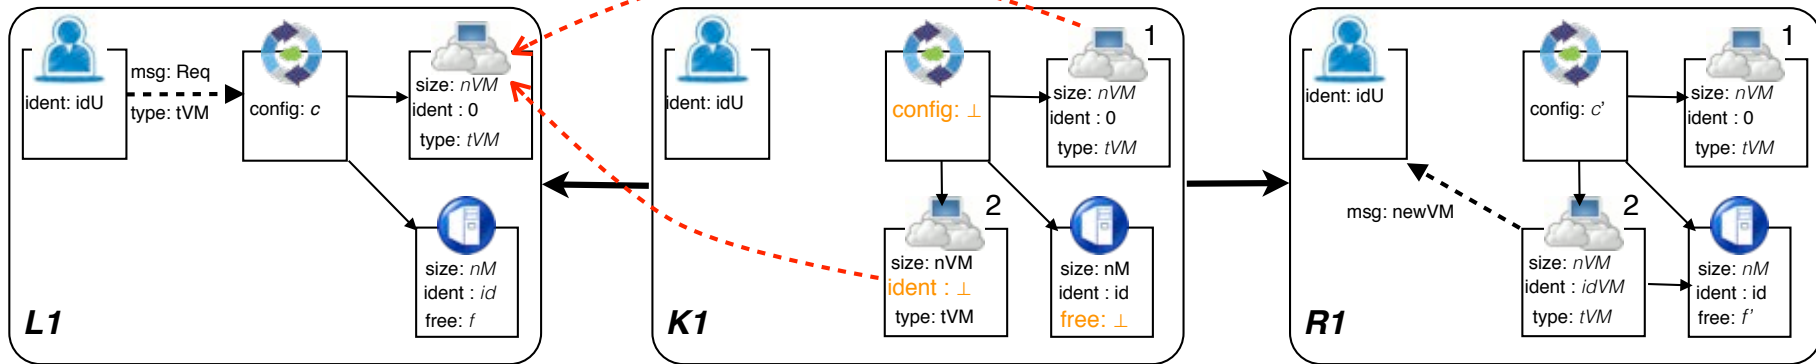 ident: idU
msg: Req
type: tVM
config: c
size: nVM
ident : 0
type: tVM
size: nM
ident : id
free: f
L1
ident: idU
config: ⊥
1
size: nVM
ident : 0
type: tVM
2
size: nVM
ident : ⊥
type: tVM
size: nM
ident : id
free: ⊥
K1
ident: idU
config: c'
1
size: nVM
ident : 0
type: tVM
msg: newVM
2
size: nVM
ident : idVM
type: tVM
size: nM
ident : id
free: f'
R1